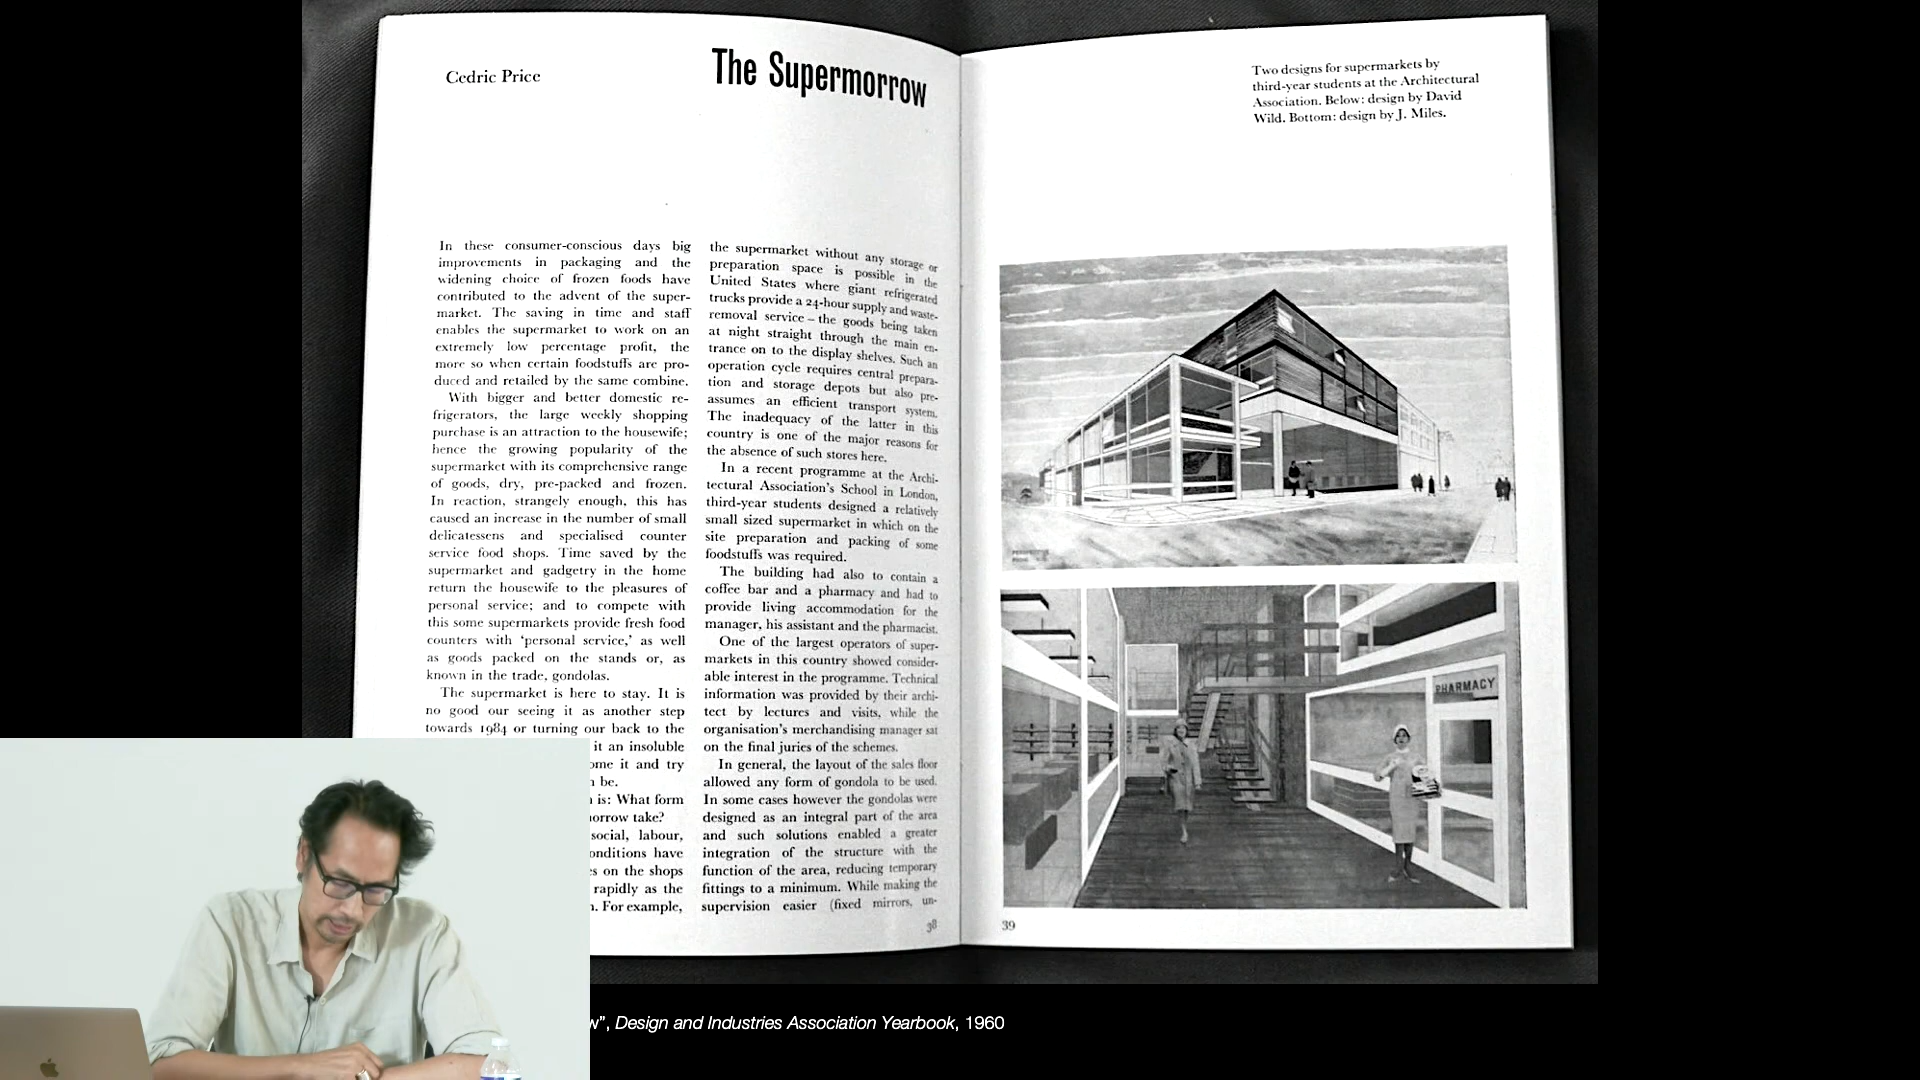 Cedric Price
The Supermorrow
In these consumer-conscious days big
improvements in packaging and the
widening choice of frozen foods have
contributed to the advent of the super-
market. The saving in time and staff
enables the supermarket to work on an
extremely low percentage profit, the
more so when certain foodstuffs are pro-
duced and retailed by the same combine.
With bigger and better domestic re-
frigerators, the large weekly shopping
purchase is an attraction to the housewife;
hence the growing popularity of the
supermarket with its comprehensive range
of goods, dry, pre-packed and frozen.
In reaction, strangely enough, this has
caused an increase in the number of small
delicatessens and specialised counter
service food shops. Time saved by the
supermarket and gadgetry in the home
return the housewife to the pleasures of
personal service; and to compete with
this some supermarkets provide fresh food
counters with ‘personal service,’ as well
as goods packed on the stands or, as
known in the trade, gondolas.
The supermarket is here to stay. It is
no good our seeing it as another step
towards 1984 or turning our back to the
it an insoluble
ome it and try
be.
is: What form
orrow take?
social, labour,
onditions have
s on the shops
rapidly as the
. For example,
the supermarket without any storage or
preparation space is possible in the
United States where giant refrigerated
trucks provide a 24-hour supply and waste-
removal service – the goods being taken
at night straight through the main en-
trance on to the display shelves. Such an
operation cycle requires central prepara-
tion and storage depots but also pre-
assumes an efficient transport system.
The inadequacy of the latter in this
country is one of the major reasons for
the absence of such stores here.
In a recent programme at the Archi-
tectural Association's School in London,
third-year students designed a relatively
small sized supermarket in which on the
site preparation and packing of some
foodstuffs was required.
The building had also to contain a
coffee bar and a pharmacy and had to
provide living accommodation for the
manager, his assistant and the pharmacist.
One of the largest operators of super-
markets in this country showed consider-
able interest in the programme. Technical
information was provided by their archi-
tect by lectures and visits, while the
organisation's merchandising manager sat
on the final juries of the schemes.
In general, the layout of the sales floor
allowed any form of gondola to be used.
In some cases however the gondolas were
designed as an integral part of the area
and such solutions enabled a greater
integration of the structure with the
function of the area, reducing temporary
fittings to a minimum. While making the
supervision easier (fixed mirrors, un-
38
Two designs for supermarkets by
third-year students at the Architectural
Association. Below: design by David
Wild. Bottom: design by J. Miles.
PHARMACY
39
w”, Design and Industries Association Yearbook, 1960